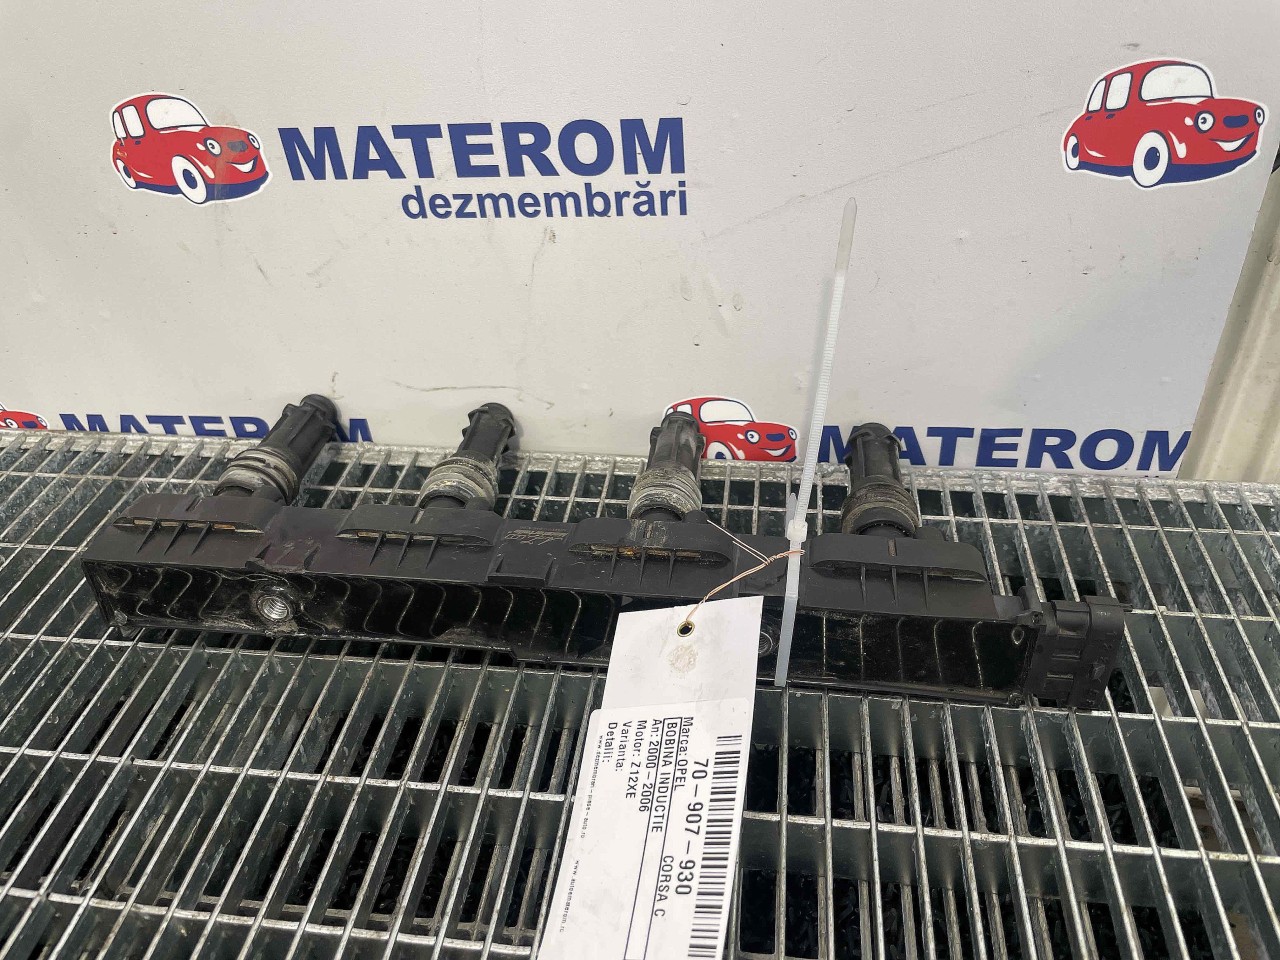 MATEROM
dezmembrări
MATEROM
MATEROM
70-907-930
Marca:OPEL
BOBINA INDUCTIE CORSA C
An: 2000-2006
Motor: Z12XE
Varianta:
Detalii: